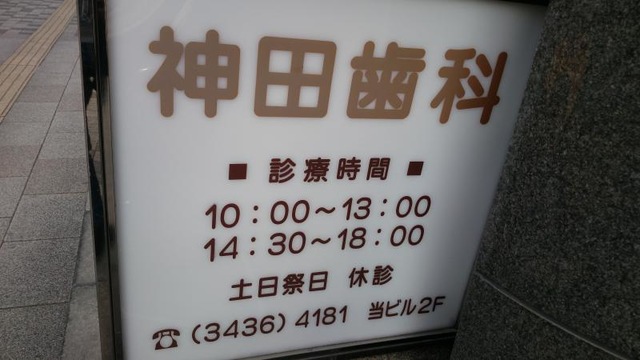 神田歯科
■ 診療時間 ■
10：00～13：00
14：30～18：00
土日祭日 休診
☎(3436)4181 当ビル2F